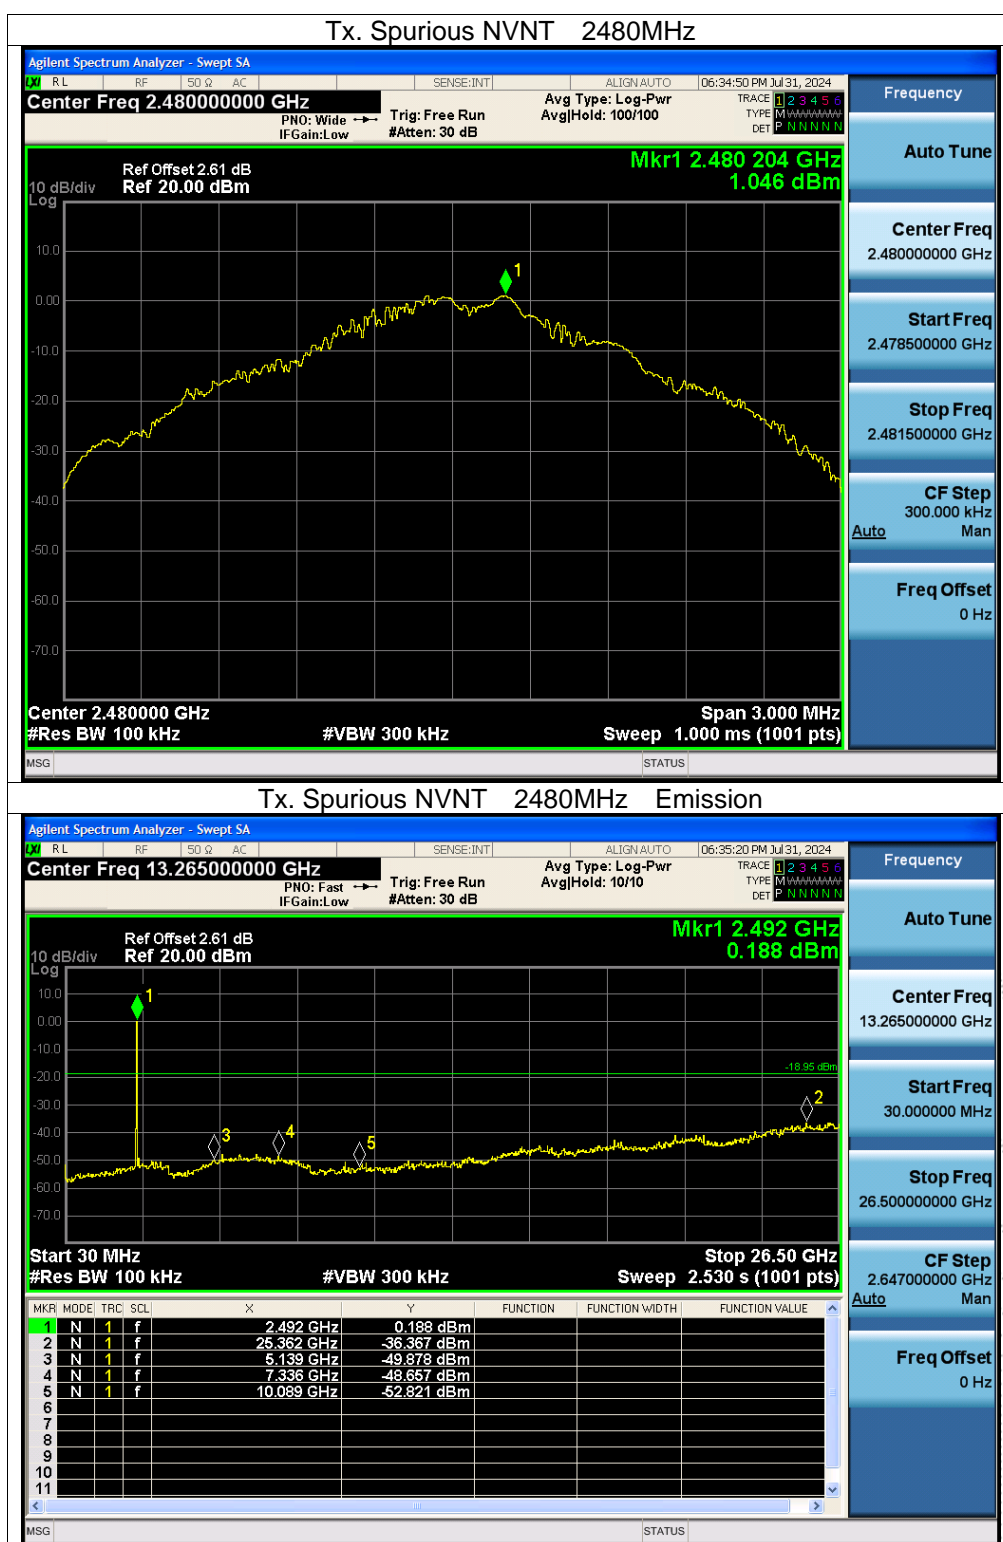 Tx. Spurious NVNT 2480MHz
Agilent Spectrum Analyzer - Swept SA
LXI RL RF 50 Ω AC SENSE:INT ALIGN AUTO 06:34:50 PM Jul 31, 2024
Center Freq 2.480000000 GHz
PNO: Wide
IFGain:Low
Trig: Free Run
#Atten: 30 dB
Avg Type: Log-Pwr
Avg|Hold: 100/100
TRACE 1 2 3 4 5 6
TYPE M W W W W W
DET P N N N N N
Mkr1 2.480 204 GHz
1.046 dBm
Ref Offset 2.61 dB
10 dB/div Ref 20.00 dBm
Log
10.0
0.00
-10.0
-20.0
-30.0
-40.0
-50.0
-60.0
-70.0
1
Center 2.480000 GHz Span 3.000 MHz
#Res BW 100 kHz #VBW 300 kHz Sweep 1.000 ms (1001 pts)
MSG STATUS
Frequency
Auto Tune
Center Freq
2.480000000 GHz
Start Freq
2.478500000 GHz
Stop Freq
2.481500000 GHz
CF Step
300.000 kHz
Auto Man
Freq Offset
0 Hz
Tx. Spurious NVNT 2480MHz Emission
Agilent Spectrum Analyzer - Swept SA
LXI RL RF 50 Ω AC SENSE:INT ALIGN AUTO 06:35:20 PM Jul 31, 2024
Center Freq 13.265000000 GHz
PNO: Fast
IFGain:Low
Trig: Free Run
#Atten: 30 dB
Avg Type: Log-Pwr
Avg|Hold: 10/10
TRACE 1 2 3 4 5 6
TYPE M W W W W W
DET P N N N N N
Mkr1 2.492 GHz
0.188 dBm
Ref Offset 2.61 dB
10 dB/div Ref 20.00 dBm
Log
10.0
0.00
-10.0
-20.0
-30.0
-40.0
-50.0
-60.0
-70.0
1
-18.95 dBm
2
3
4
5
Start 30 MHz Stop 26.50 GHz
#Res BW 100 kHz #VBW 300 kHz Sweep 2.530 s (1001 pts)
MKR MODE TRC SCL X Y FUNCTION FUNCTION WIDTH FUNCTION VALUE
1 N 1 f 2.492 GHz 0.188 dBm
2 N 1 f 25.362 GHz -36.367 dBm
3 N 1 f 5.139 GHz -49.878 dBm
4 N 1 f 7.336 GHz -48.657 dBm
5 N 1 f 10.089 GHz -52.821 dBm
6
7
8
9
10
11
MSG STATUS
Frequency
Auto Tune
Center Freq
13.265000000 GHz
Start Freq
30.000000 MHz
Stop Freq
26.500000000 GHz
CF Step
2.647000000 GHz
Auto Man
Freq Offset
0 Hz